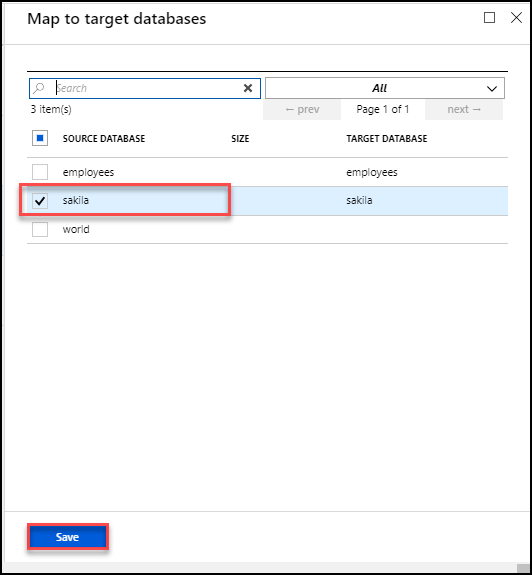 Map to target databases
Search
All
3 item(s)
← prev
Page 1 of 1
next →
SOURCE DATABASE SIZE TARGET DATABASE
employees employees
sakila sakila
world
Save